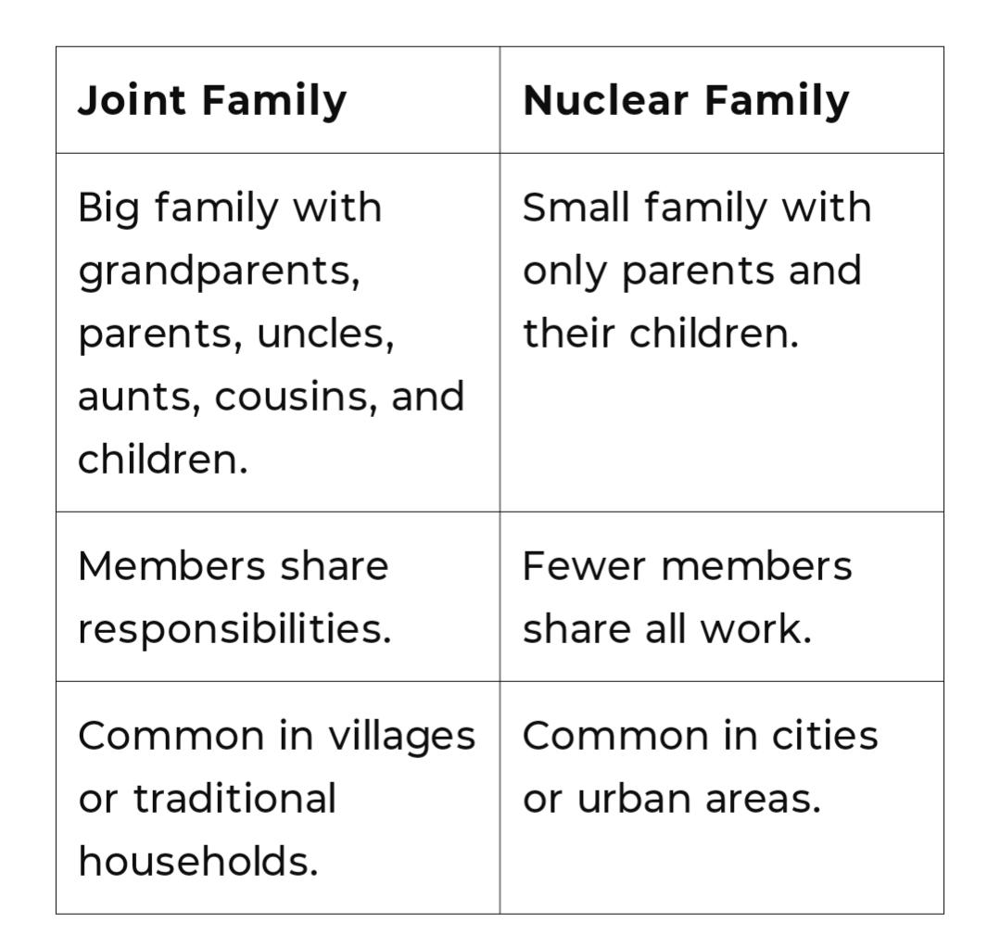 Joint Family
Nuclear Family
Big family with
grandparents,
parents, uncles,
aunts, cousins, and
children.
Small family with
only parents and
their children.
Members share
responsibilities.
Fewer members
share all work.
Common in villages
or traditional
households.
Common in cities
or urban areas.